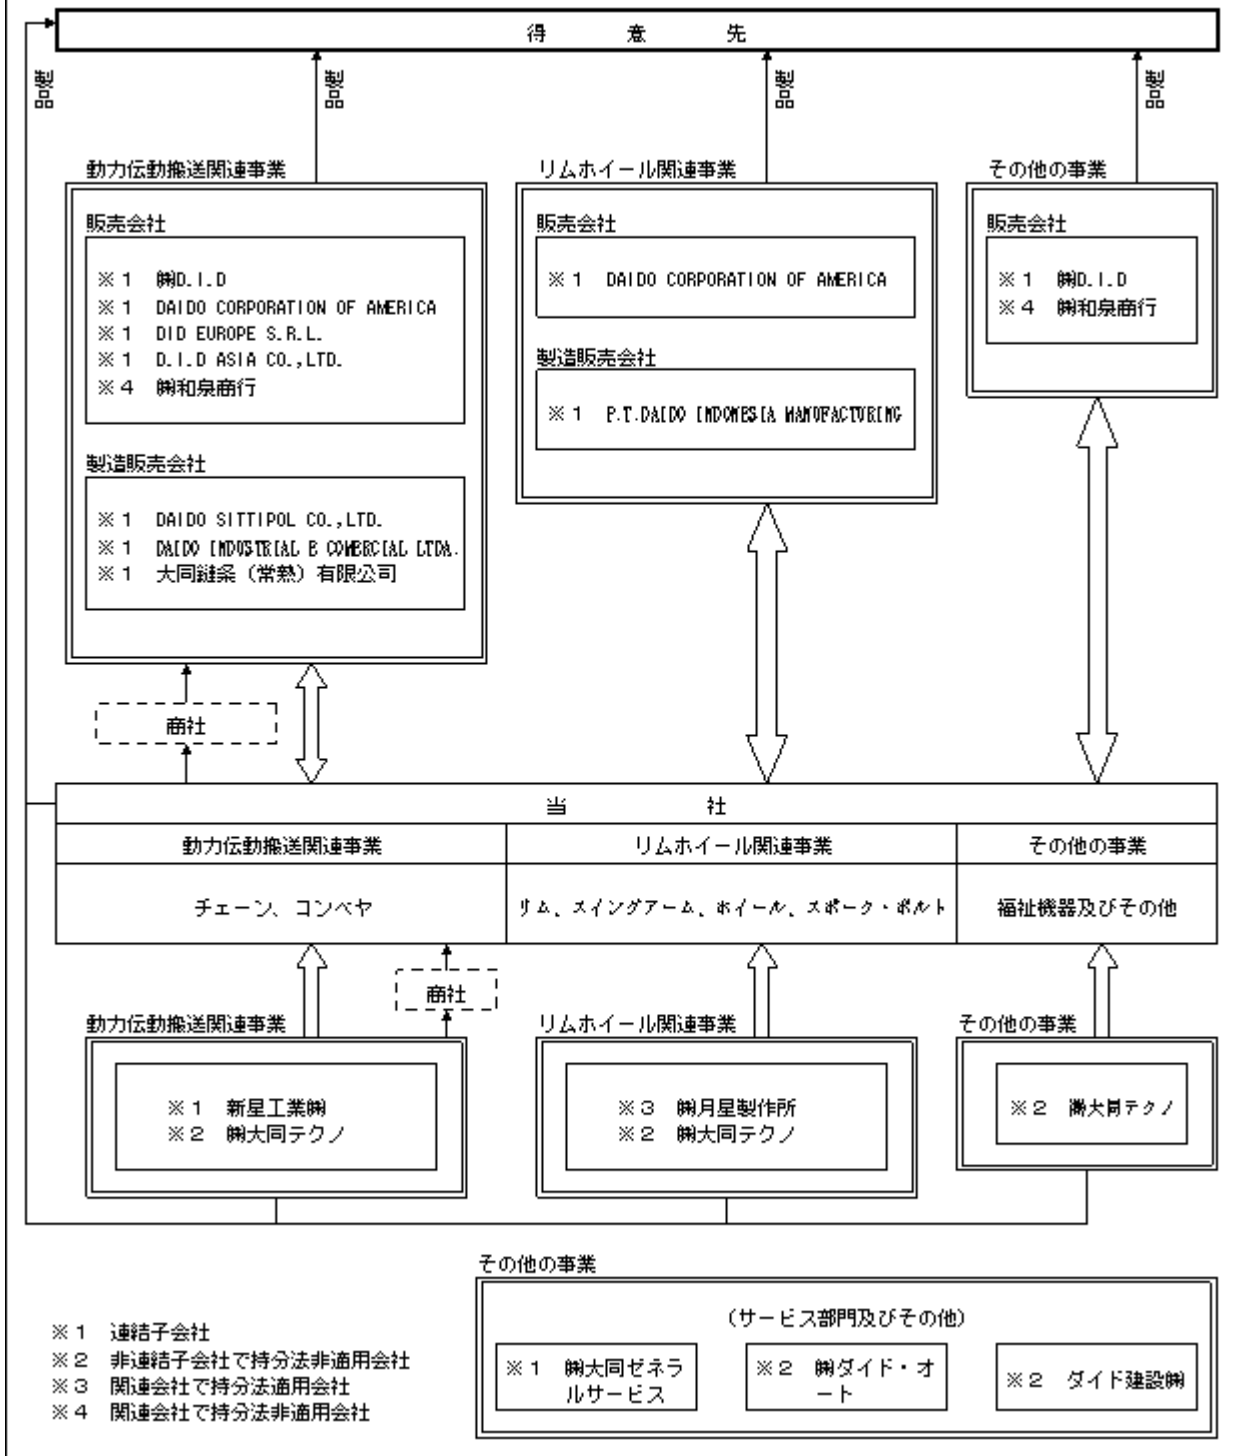 得意先
製品
製品
製品
製品
動力伝動搬送関連事業
販売会社
※1 ㈱D.I.D
※1 DAIDO CORPORATION OF AMERICA
※1 DID EUROPE S.R.L.
※1 D.I.D ASIA CO.,LTD.
※4 ㈱和泉商行
製造販売会社
※1 DAIDO SITTIPOL CO.,LTD.
※1 DAIDO INDUSTRIAL E COMERCIAL LTDA.
※1 大同鏈条（常熟）有限公司
リムホイール関連事業
販売会社
※1 DAIDO CORPORATION OF AMERICA
製造販売会社
※1 P.T.DAIDO INDONESIA MANUFACTURING
その他の事業
販売会社
※1 ㈱D.I.D
※4 ㈱和泉商行
商社
当社
動力伝動搬送関連事業
リムホイール関連事業
その他の事業
チェーン、コンベヤ
リム、スイングアーム、ホイール、スポーク・ボルト
福祉機器及びその他
商社
動力伝動搬送関連事業
※1 新星工業㈱
※2 ㈱大同テクノ
リムホイール関連事業
※3 ㈱月星製作所
※2 ㈱大同テクノ
その他の事業
※2 ㈱大同テクノ
その他の事業
（サービス部門及びその他）
※1 ㈱大同ゼネラ
ルサービス
※2 ㈱ダイド・オ
ート
※2 ダイド建設㈱
※1 連結子会社
※2 非連結子会社で持分法非適用会社
※3 関連会社で持分法適用会社
※4 関連会社で持分法非適用会社